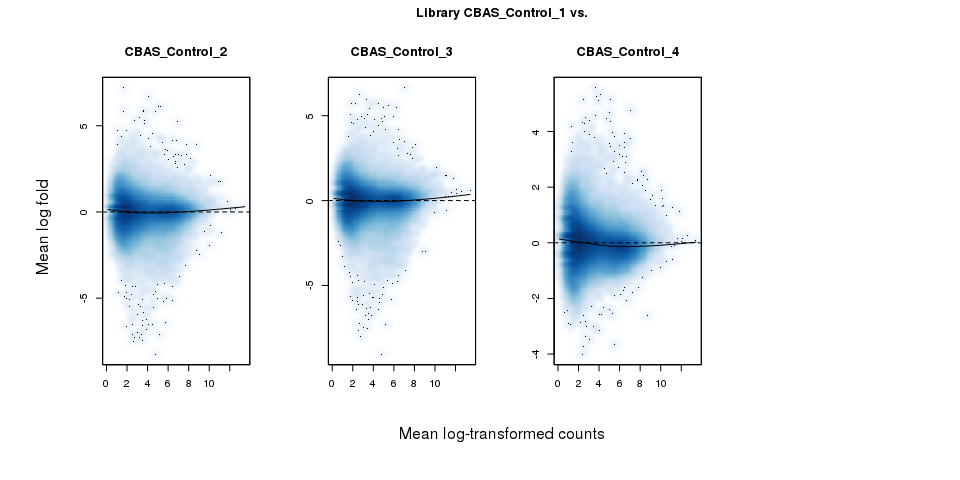 Library CBAS_Control_1 vs.
CBAS_Control_2
CBAS_Control_3
CBAS_Control_4
Mean log fold
5
0
-5
0 2 4 6 8 10
5
0
-5
0 2 4 6 8 10
4
2
0
-2
-4
0 2 4 6 8 10
Mean log-transformed counts